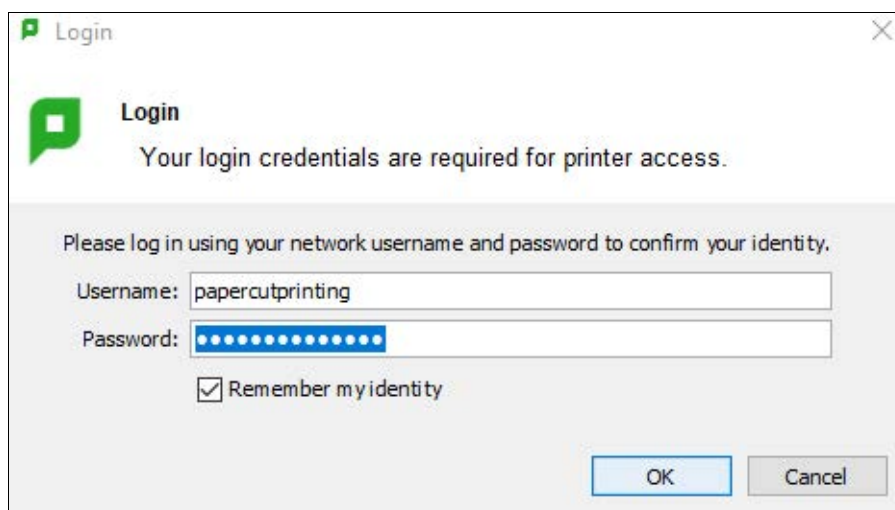 Login
Login
Your login credentials are required for printer access.
Please log in using your network username and password to confirm your identity.
Username: papercutprinting
Password: ••••••••••••••
Remember my identity
OK Cancel